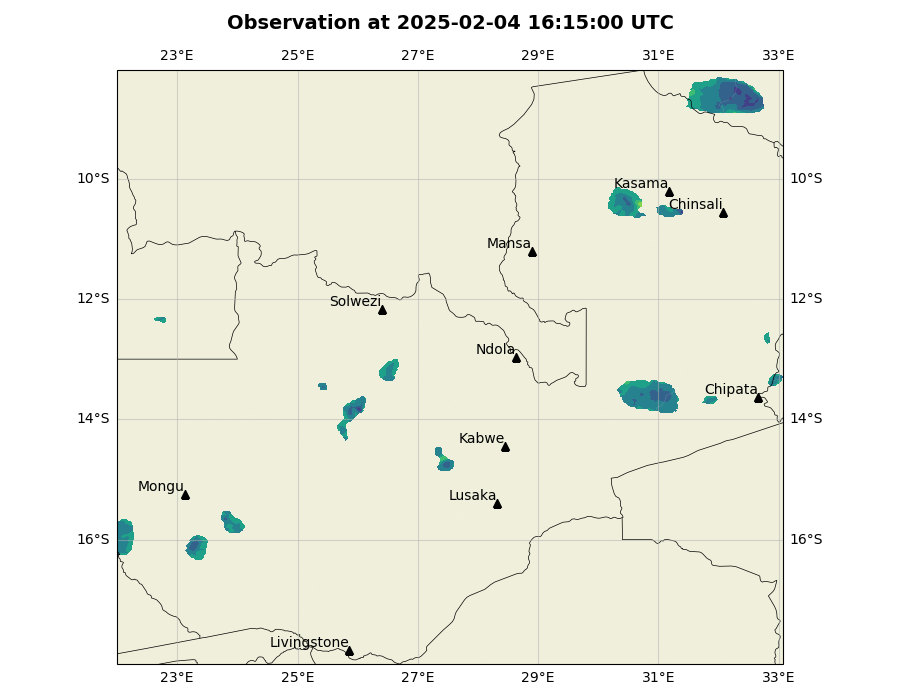 Observation at 2025-02-04 16:15:00 UTC
23°E 25°E 27°E 29°E 31°E 33°E
10°S 10°S
Kasama
Chinsali
Mansa
12°S 12°S
Solwezi
Ndola
Chipata
14°S 14°S
Kabwe
Mongu
Lusaka
16°S 16°S
Livingstone
23°E 25°E 27°E 29°E 31°E 33°E